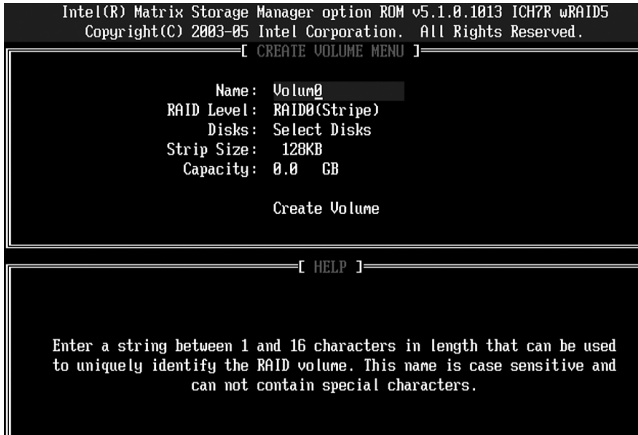 Intel(R) Matrix Storage Manager option ROM v5.1.0.1013 ICH7R wRAID5
Copyright(C) 2003-05 Intel Corporation. All Rights Reserved.
[ CREATE VOLUME MENU ]
Name: Volum0
RAID Level: RAID0(Stripe)
Disks: Select Disks
Strip Size: 128KB
Capacity: 0.0 GB
Create Volume
[ HELP ]
Enter a string between 1 and 16 characters in length that can be used
to uniquely identify the RAID volume. This name is case sensitive and
can not contain special characters.